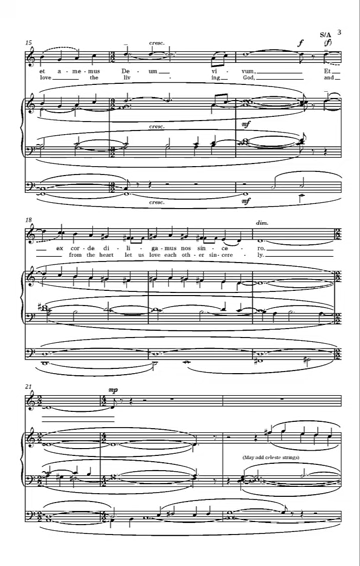 S/A 3
15 cresc. f (f)
et a - me - mus De - um vi - vum, Et
love the liv - ing God, and
cresc. mf
cresc. mf
18 dim.
ex cor - de di - li - ga - mus nos sin - ce - ro.
from the heart let us love each oth - er sin - cere - ly.
21 mp
(May add céleste strings)